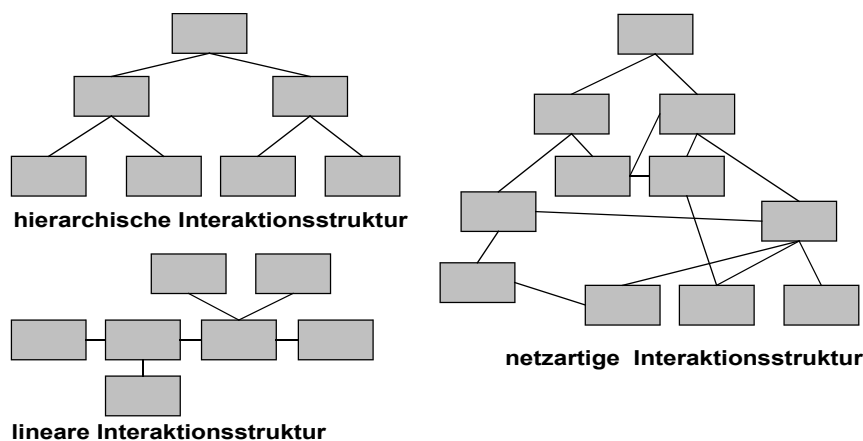 hierarchische Interaktionsstruktur
lineare Interaktionsstruktur
netzartige Interaktionsstruktur